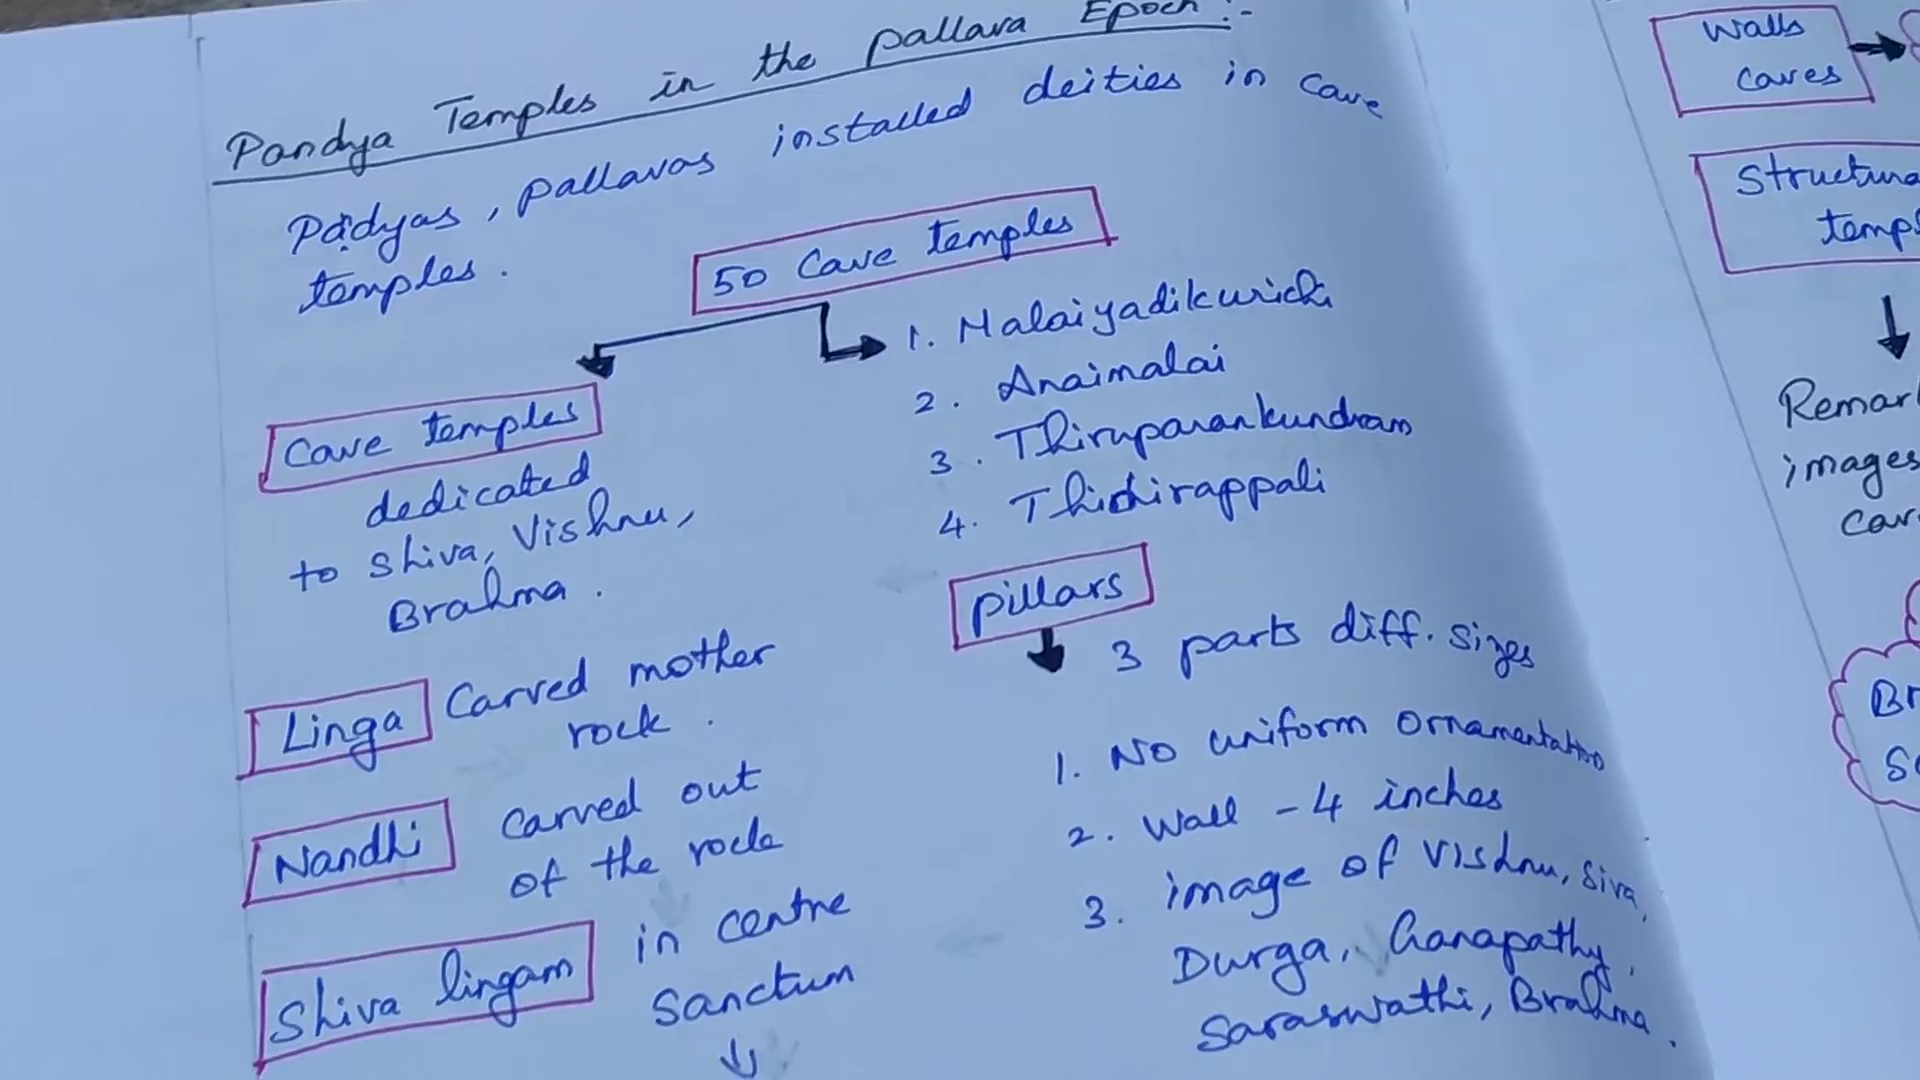 Pandya Temples in the pallava Epoch :-
Padyas, pallavas installed deities in cave
temples.
50 Cave temples
1. Malaiyadikurichi
2. Anaimalai
3. Thiruparankundram
4. Thichirappali
Cave temples
dedicated
to Shiva, Vishnu,
Brahma.
Linga Carved mother
rock.
Nandhi Carved out
of the rock
Shiva lingam in centre
Sanctum
pillars
3 parts diff. sizes
1. No uniform ornamentation
2. Wall - 4 inches
3. image of Vishnu, Siva,
Durga, Ganapathy,
Saraswathi, Brahma.
Walls
caves
images